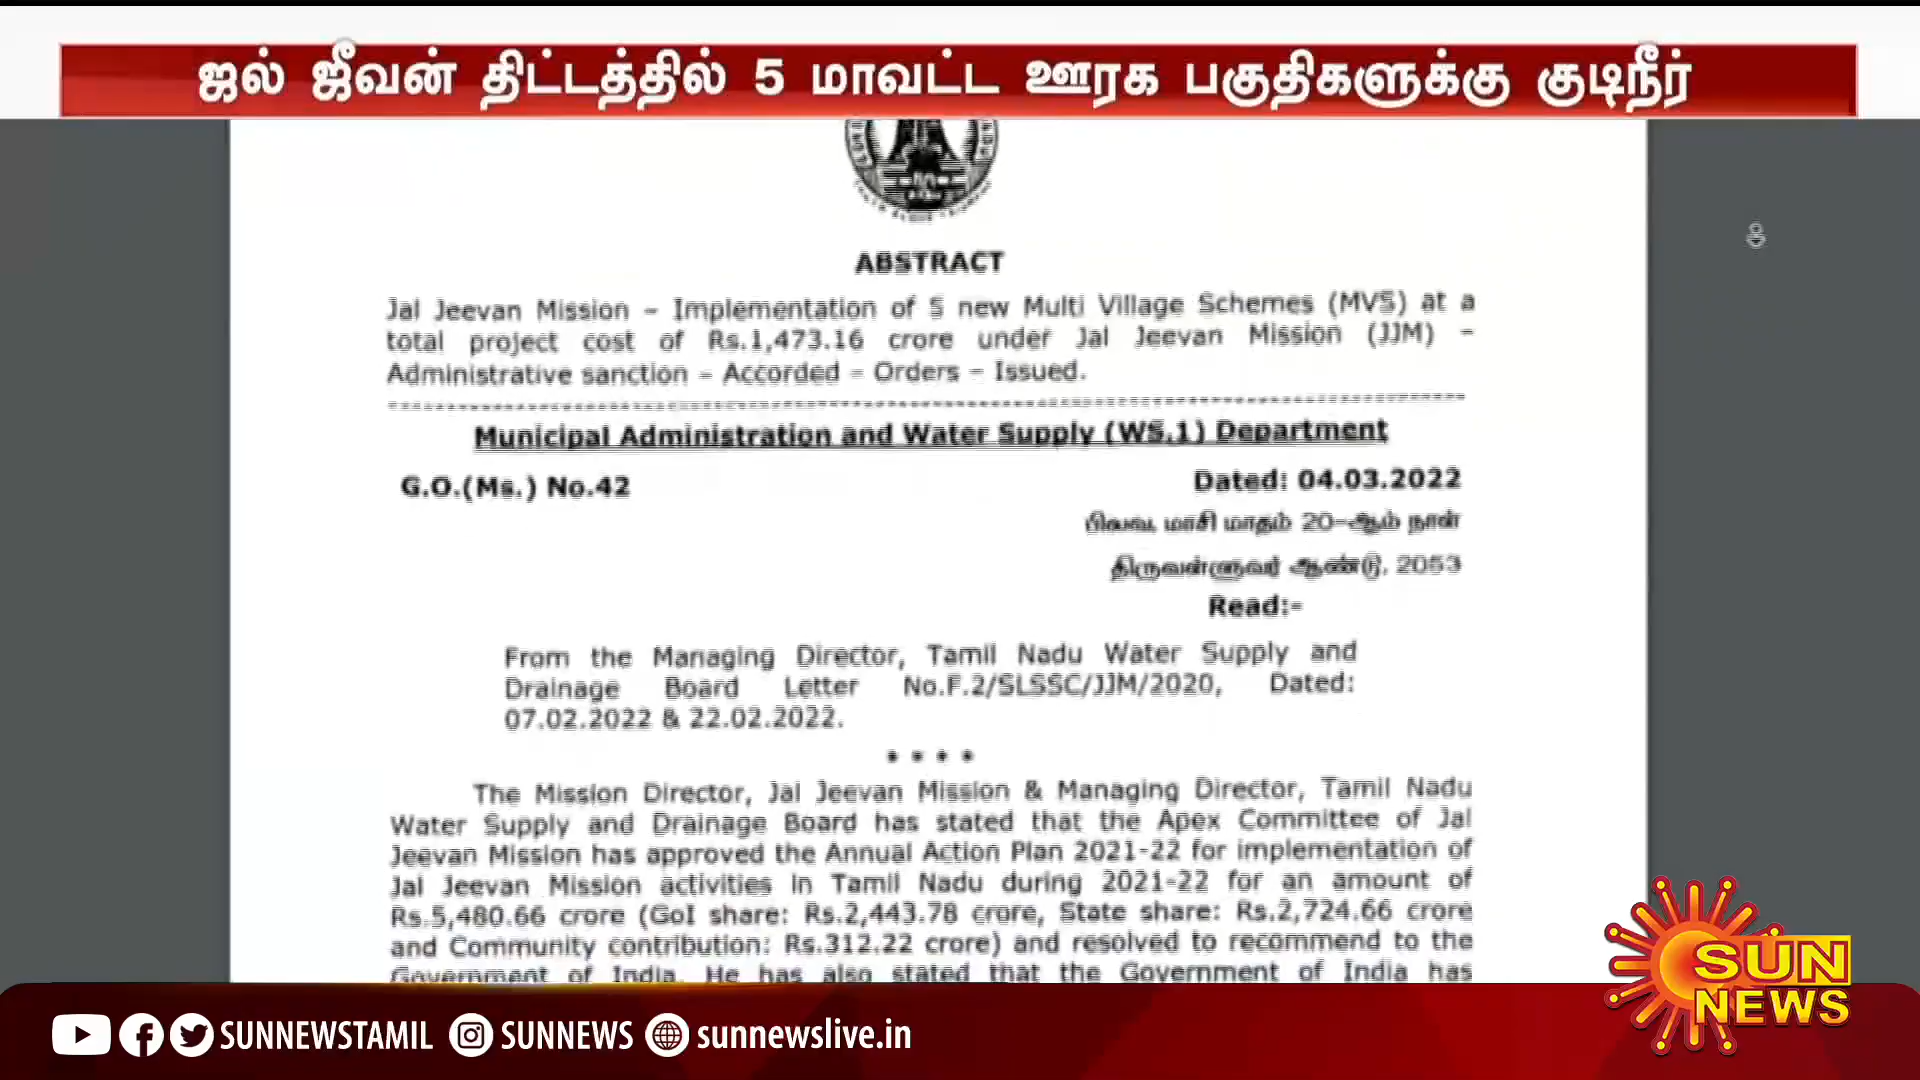 ஜல் ஜீவன் திட்டத்தில் 5 மாவட்ட ஊரக பகுதிகளுக்கு குடிநீர்
ABSTRACT
Jal Jeevan Mission – Implementation of 5 new Multi Village Schemes (MVS) at a
total project cost of Rs.1,473.16 crore under Jal Jeevan Mission (JJM) –
Administrative sanction – Accorded – Orders – Issued.
Municipal Administration and Water Supply (WS.1) Department
G.O.(Ms.) No.42
Dated: 04.03.2022
பிலவ, மாசி மாதம் 20-ஆம் நாள்
திருவள்ளுவர் ஆண்டு, 2053
Read:-
From the Managing Director, Tamil Nadu Water Supply and
Drainage Board Letter No.F.2/SLSSC/JJM/2020, Dated:
07.02.2022 & 22.02.2022.
* * * *
The Mission Director, Jal Jeevan Mission & Managing Director, Tamil Nadu
Water Supply and Drainage Board has stated that the Apex Committee of Jal
Jeevan Mission has approved the Annual Action Plan 2021-22 for implementation of
Jal Jeevan Mission activities in Tamil Nadu during 2021-22 for an amount of
Rs.5,480.66 crore (GoI share: Rs.2,443.78 crore, State share: Rs.2,724.66 crore
and Community contribution: Rs.312.22 crore) and resolved to recommend to the
Government of India. He has also stated that the Government of India has
SUN
NEWS
SUNNEWSTAMIL SUNNEWS sunnewslive.in